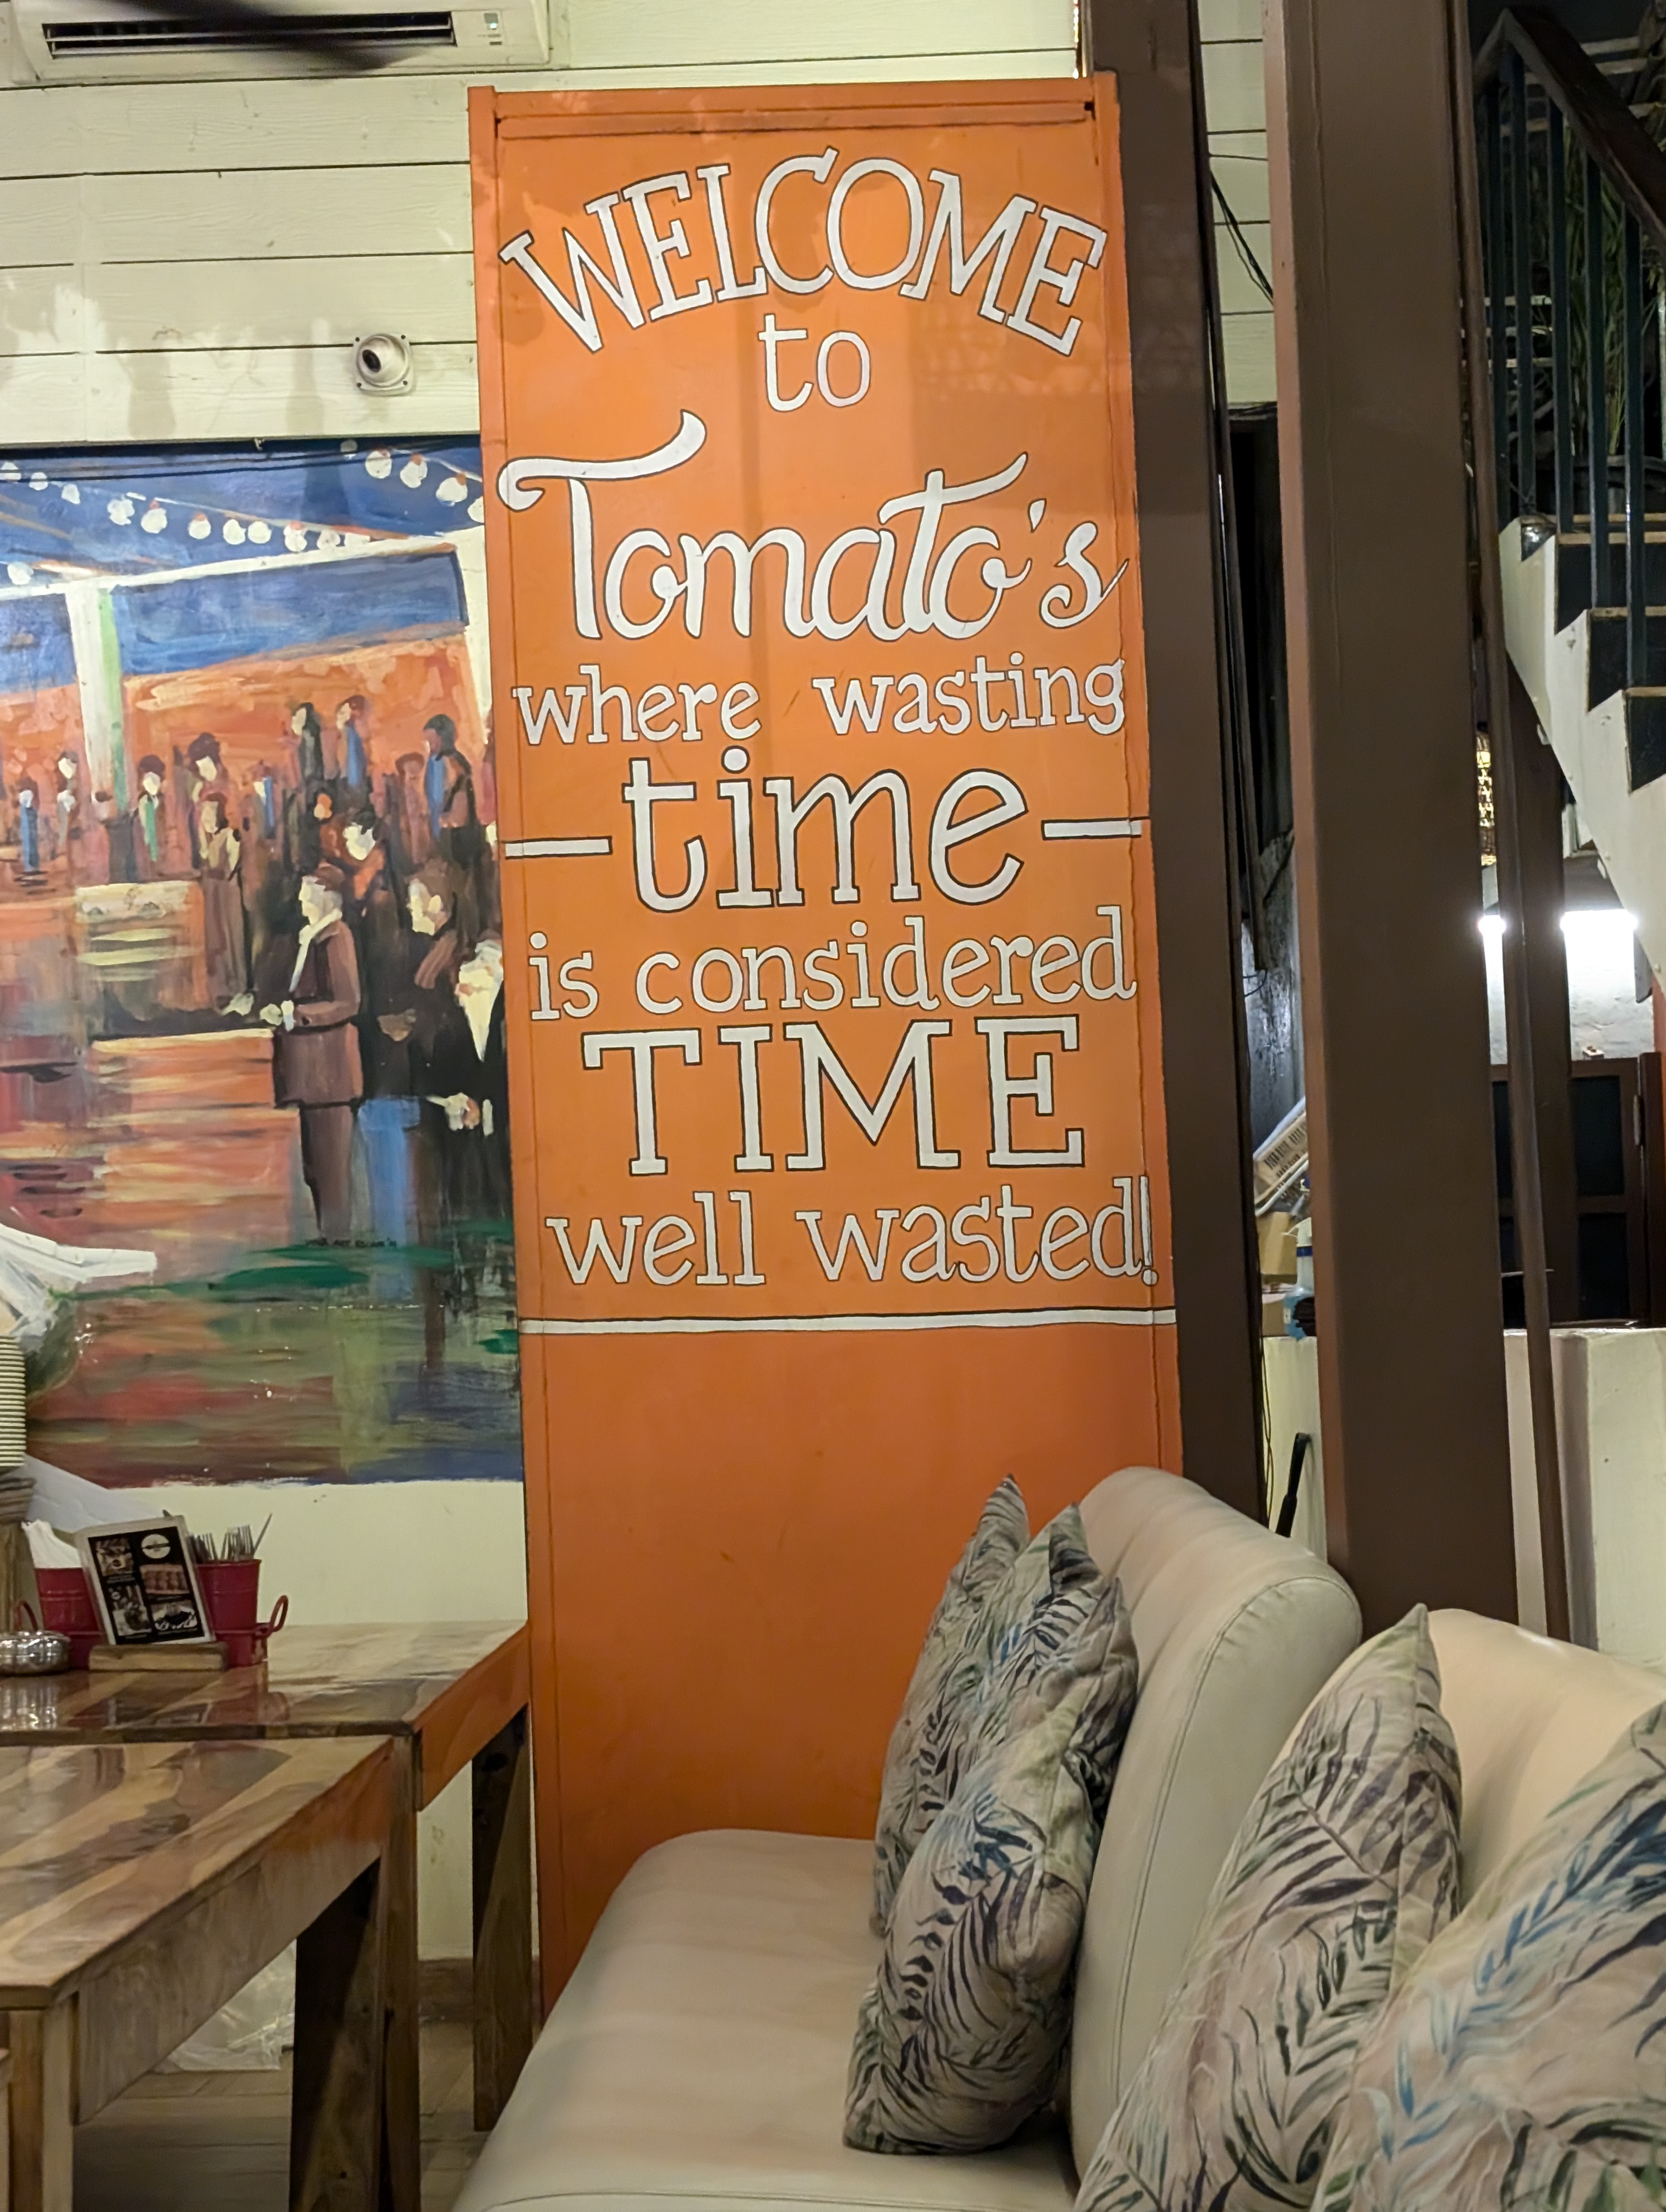 WELCOME
to
Tomato's
where wasting
time
is considered
TIME
well wasted!